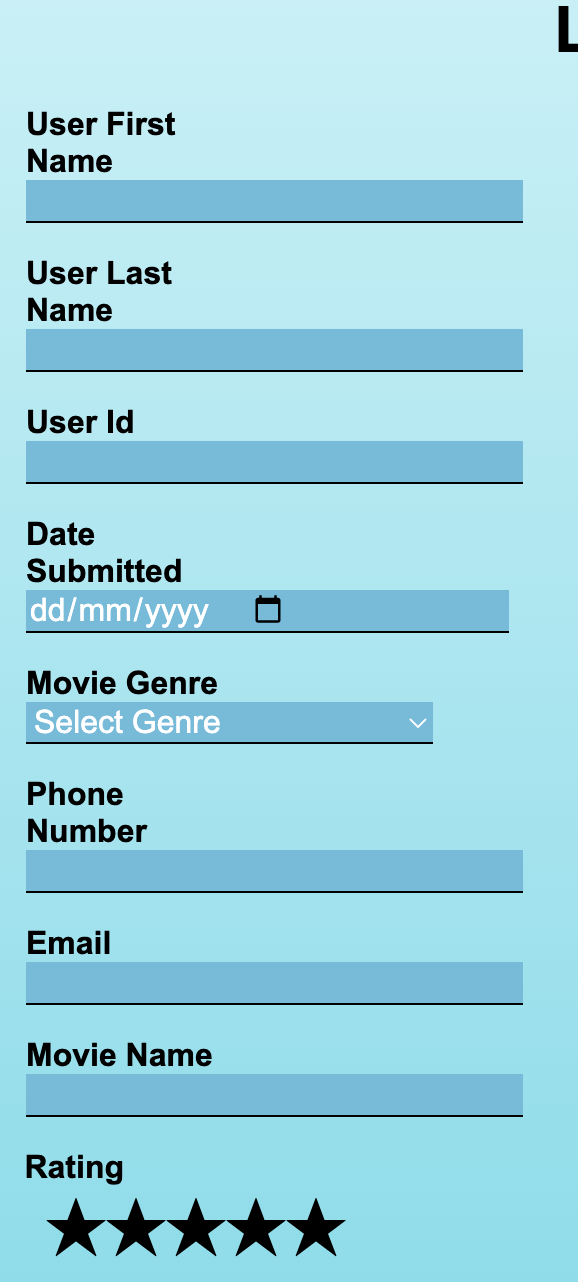 L
User First
Name
User Last
Name
User Id
Date
Submitted
dd/mm/yyyy
Movie Genre
Select Genre
Phone
Number
Email
Movie Name
Rating